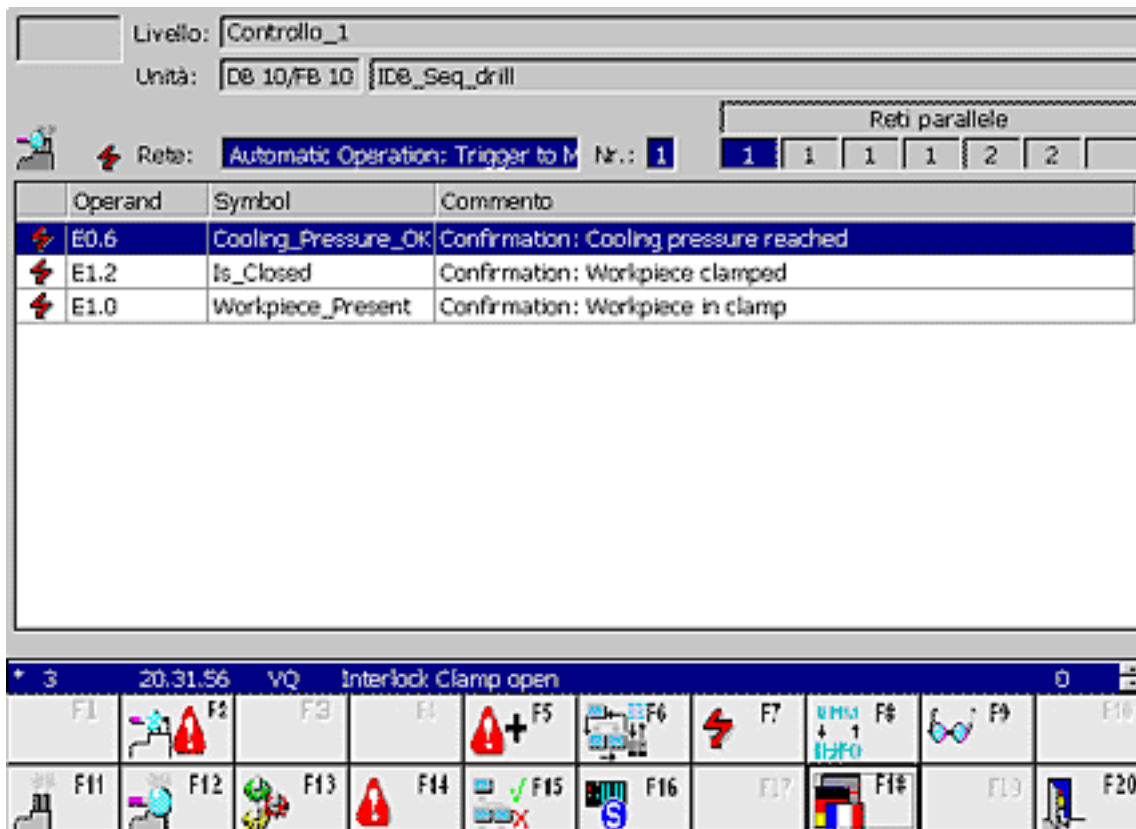 Livello: Controllo_1
Unità: DB 10/FB 10 IDB_Seq_drill
Reti parallele
Rete: Automatic Operation: Trigger to M Nr.: 1 1 1 1 1 2 2
Operand Symbol Commento
E0.6 Cooling_Pressure_OK Confirmation: Cooling pressure reached
E1.2 Is_Closed Confirmation: Workpiece clamped
E1.0 Workpiece_Present Confirmation: Workpiece in clamp
* 3 20.31.56 VQ Interlock Clamp open 0
F1 F2 F3 F4 F5 F6 F7 F8 F9 F10
F11 F12 F13 F14 F15 S F16 F17 F18 F19 F20